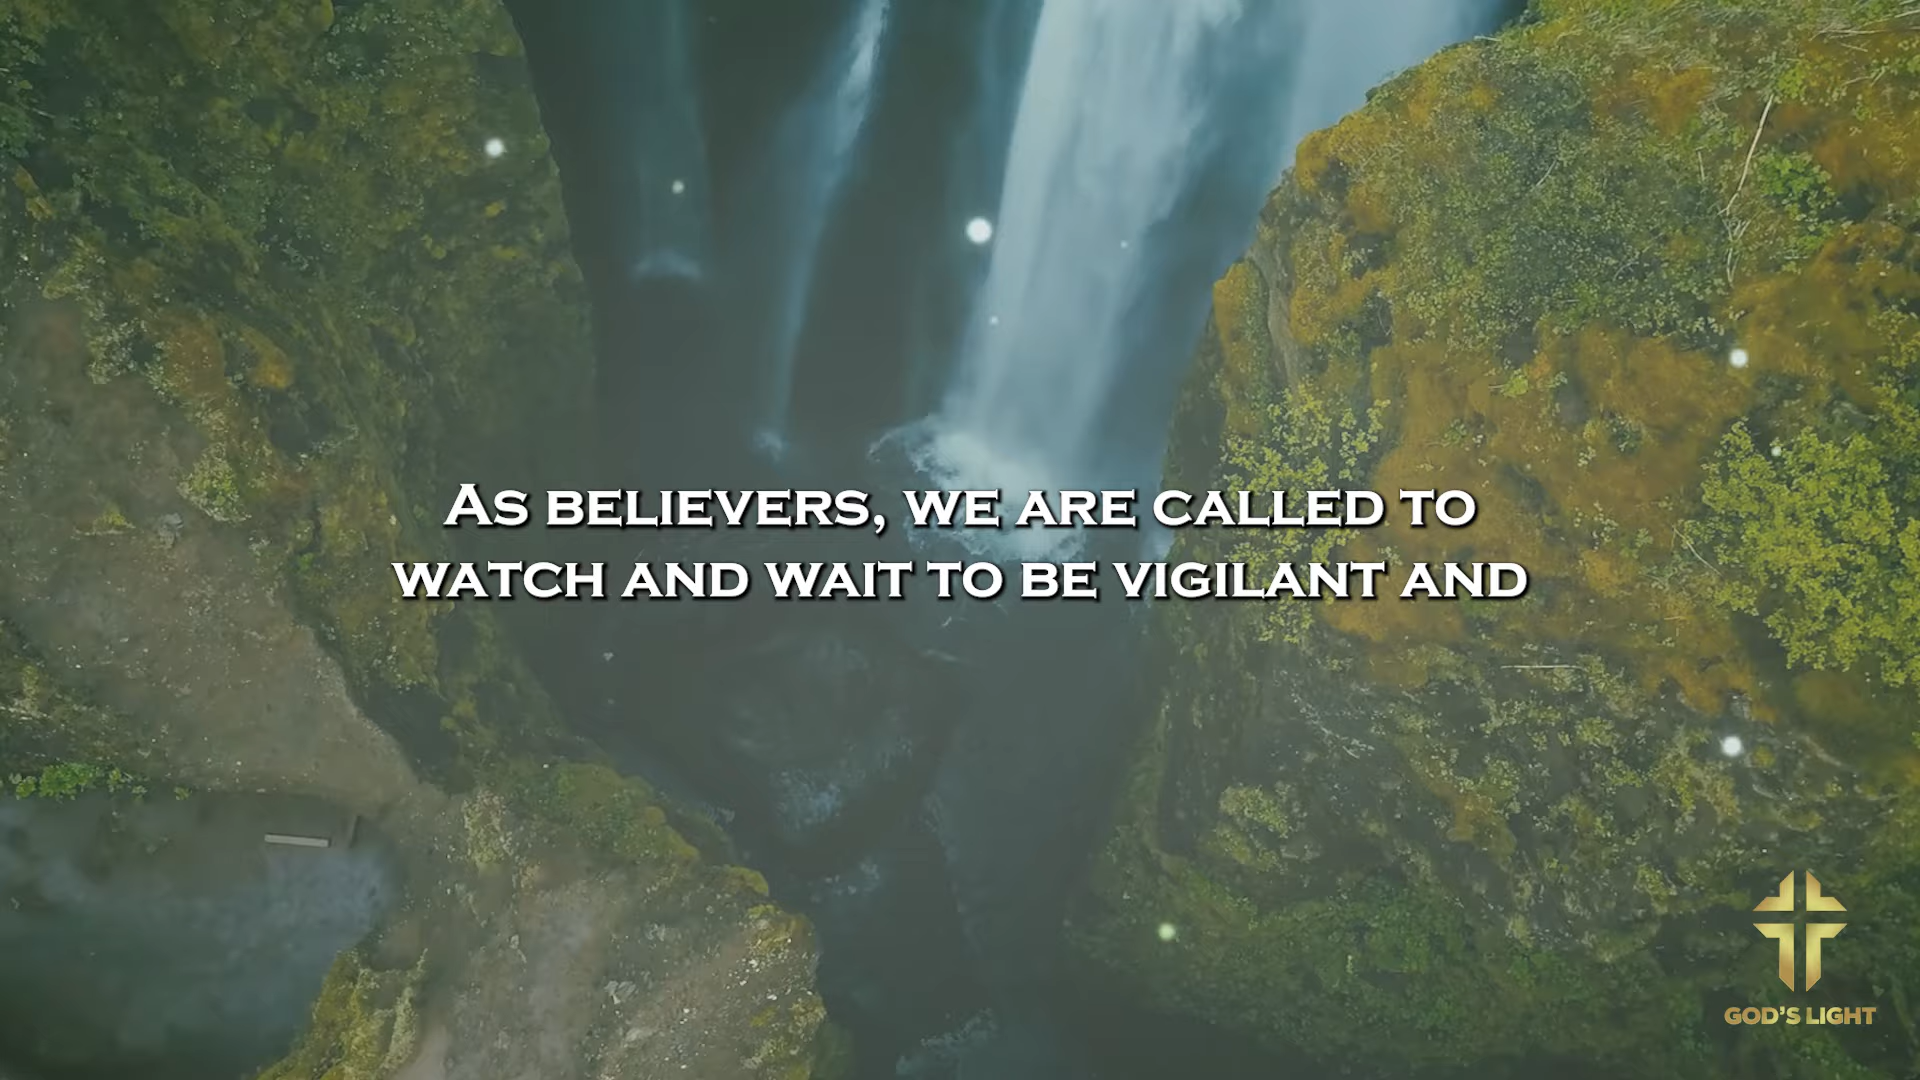 As believers, we are called to
watch and wait to be vigilant and
GOD'S LIGHT